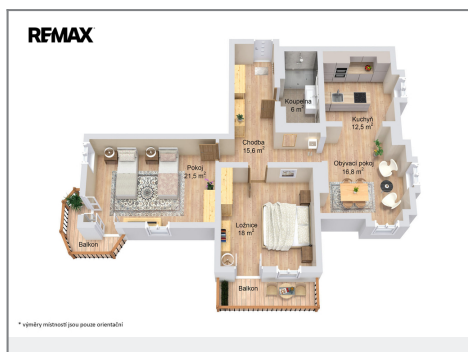 RE/MAX
Koupelna
6 m²
Kuchyň
12,5 m²
Chodba
15,6 m²
Obývací pokoj
16,8 m²
Pokoj
21,5 m²
Ložnice
18 m²
Balkon
Balkon
* výměry místností jsou pouze orientační